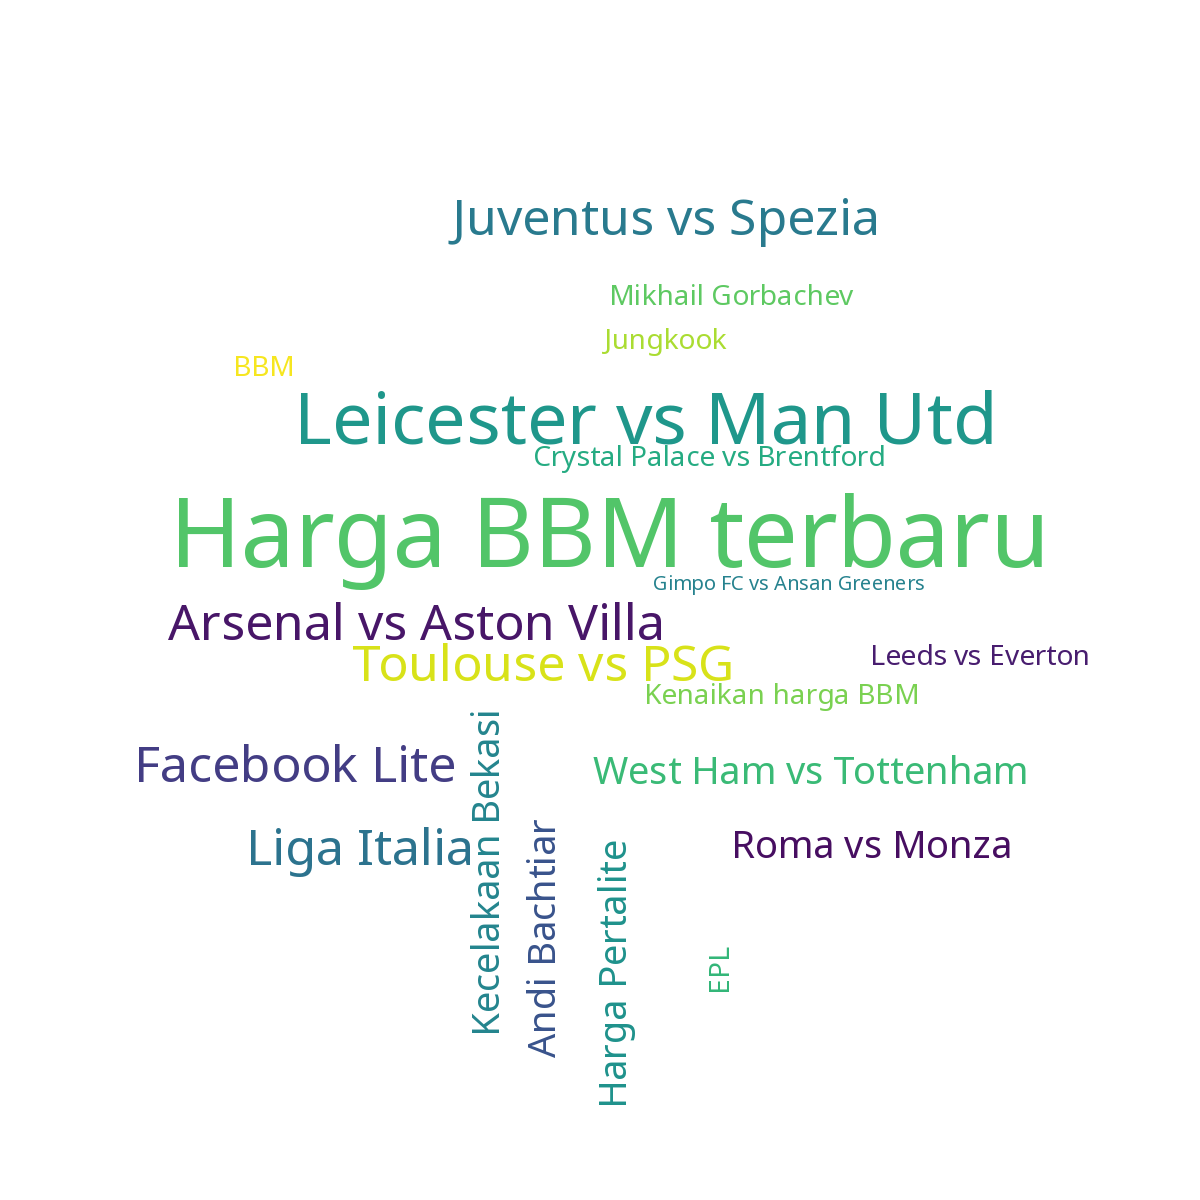 Juventus vs Spezia
Mikhail Gorbachev
Jungkook
BBM
Leicester vs Man Utd
Crystal Palace vs Brentford
Harga BBM terbaru
Gimpo FC vs Ansan Greeners
Arsenal vs Aston Villa
Toulouse vs PSG
Leeds vs Everton
Kenaikan harga BBM
Facebook Lite
Kecelakaan Bekasi
West Ham vs Tottenham
Liga Italia
Andi Bachtiar
Harga Pertalite
Roma vs Monza
EPL